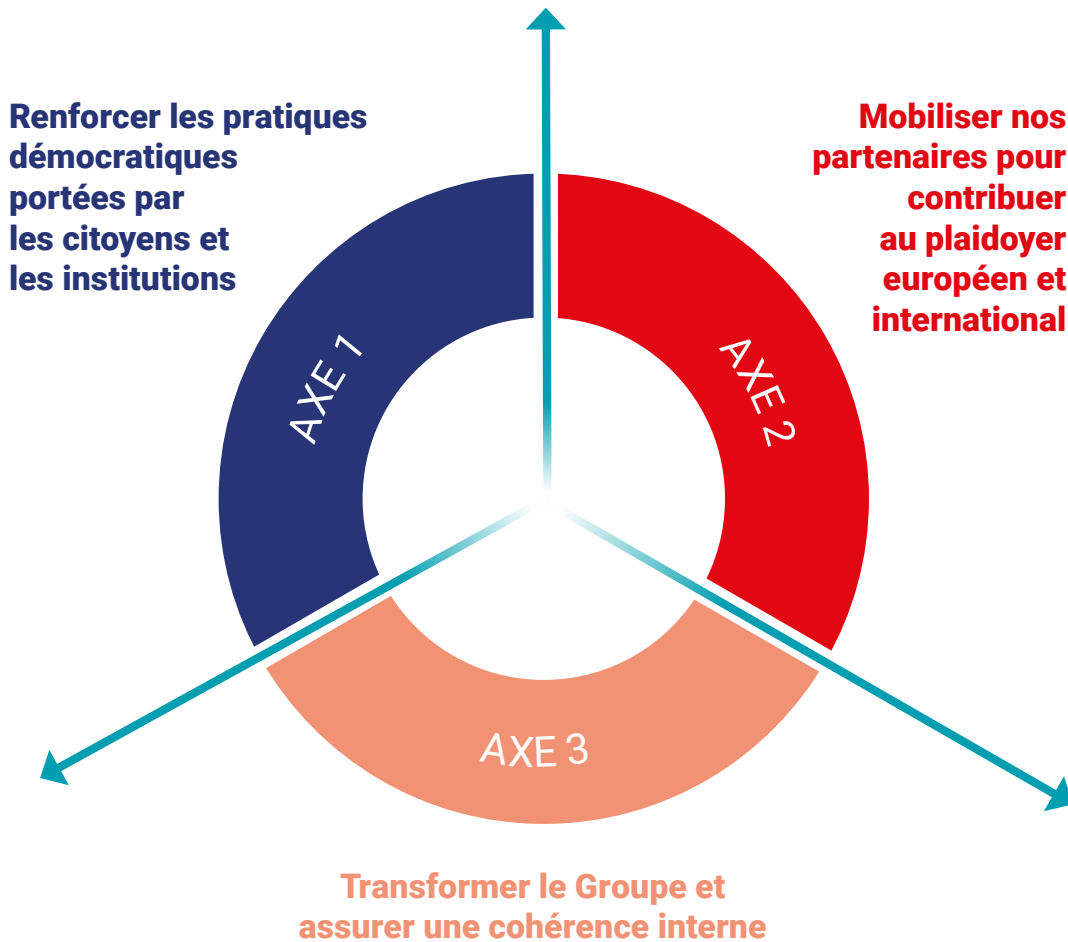 Renforcer les pratiques
démocratiques
portées par
les citoyens et
les institutions
Mobiliser nos
partenaires pour
contribuer
au plaidoyer
européen et
international
AXE 1
AXE 2
AXE 3
Transformer le Groupe et
assurer une cohérence interne